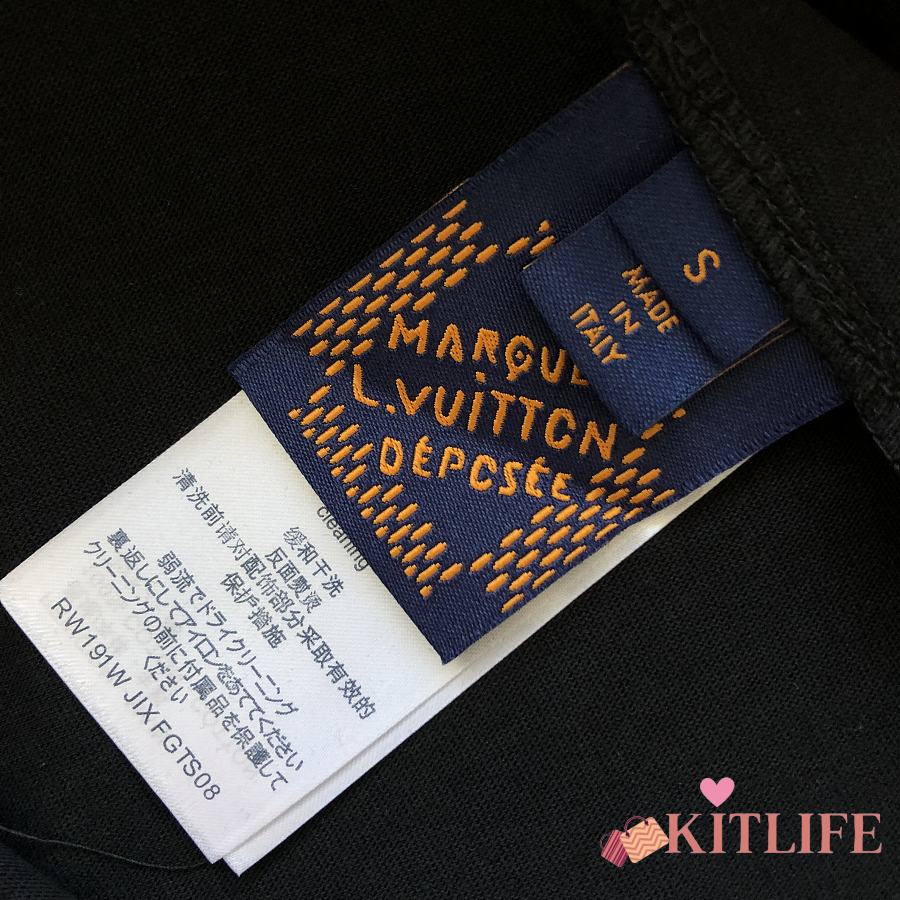 S
MADE
IN
ITALY
MARQUE
L.VUiTTON
DÉPOSÉE
cleaning
缓和干洗
反面熨烫
清洗前请对配饰部分采取有效的
保护措施
弱流でドライクリーニング
裏返しにしてアイロンをあててください
クリーニングの前に付属品を保護して
ください
RW191W JIX FGTS08
KITLIFE